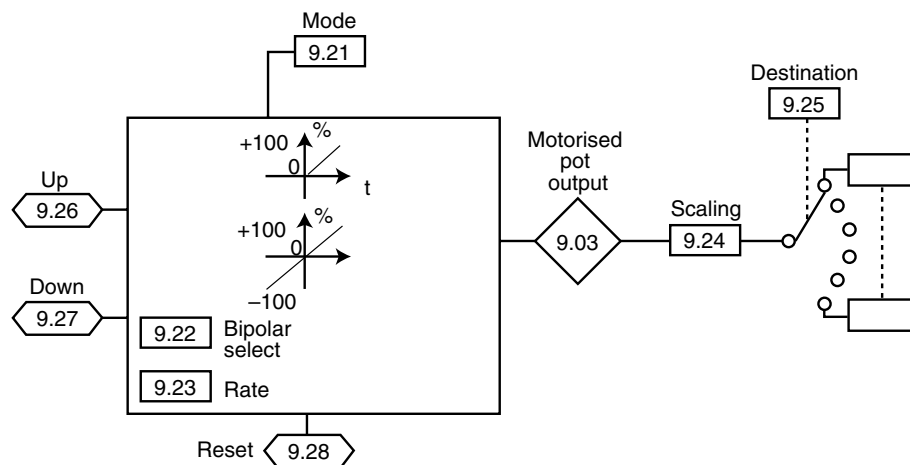 Mode
9.21
Destination
9.25
+100
%
0
t
Motorised
pot
output
9.03
Up
9.26
Scaling
9.24
+100
%
0
–100
Down
9.27
9.22
Bipolar
select
9.23
Rate
Reset
9.28